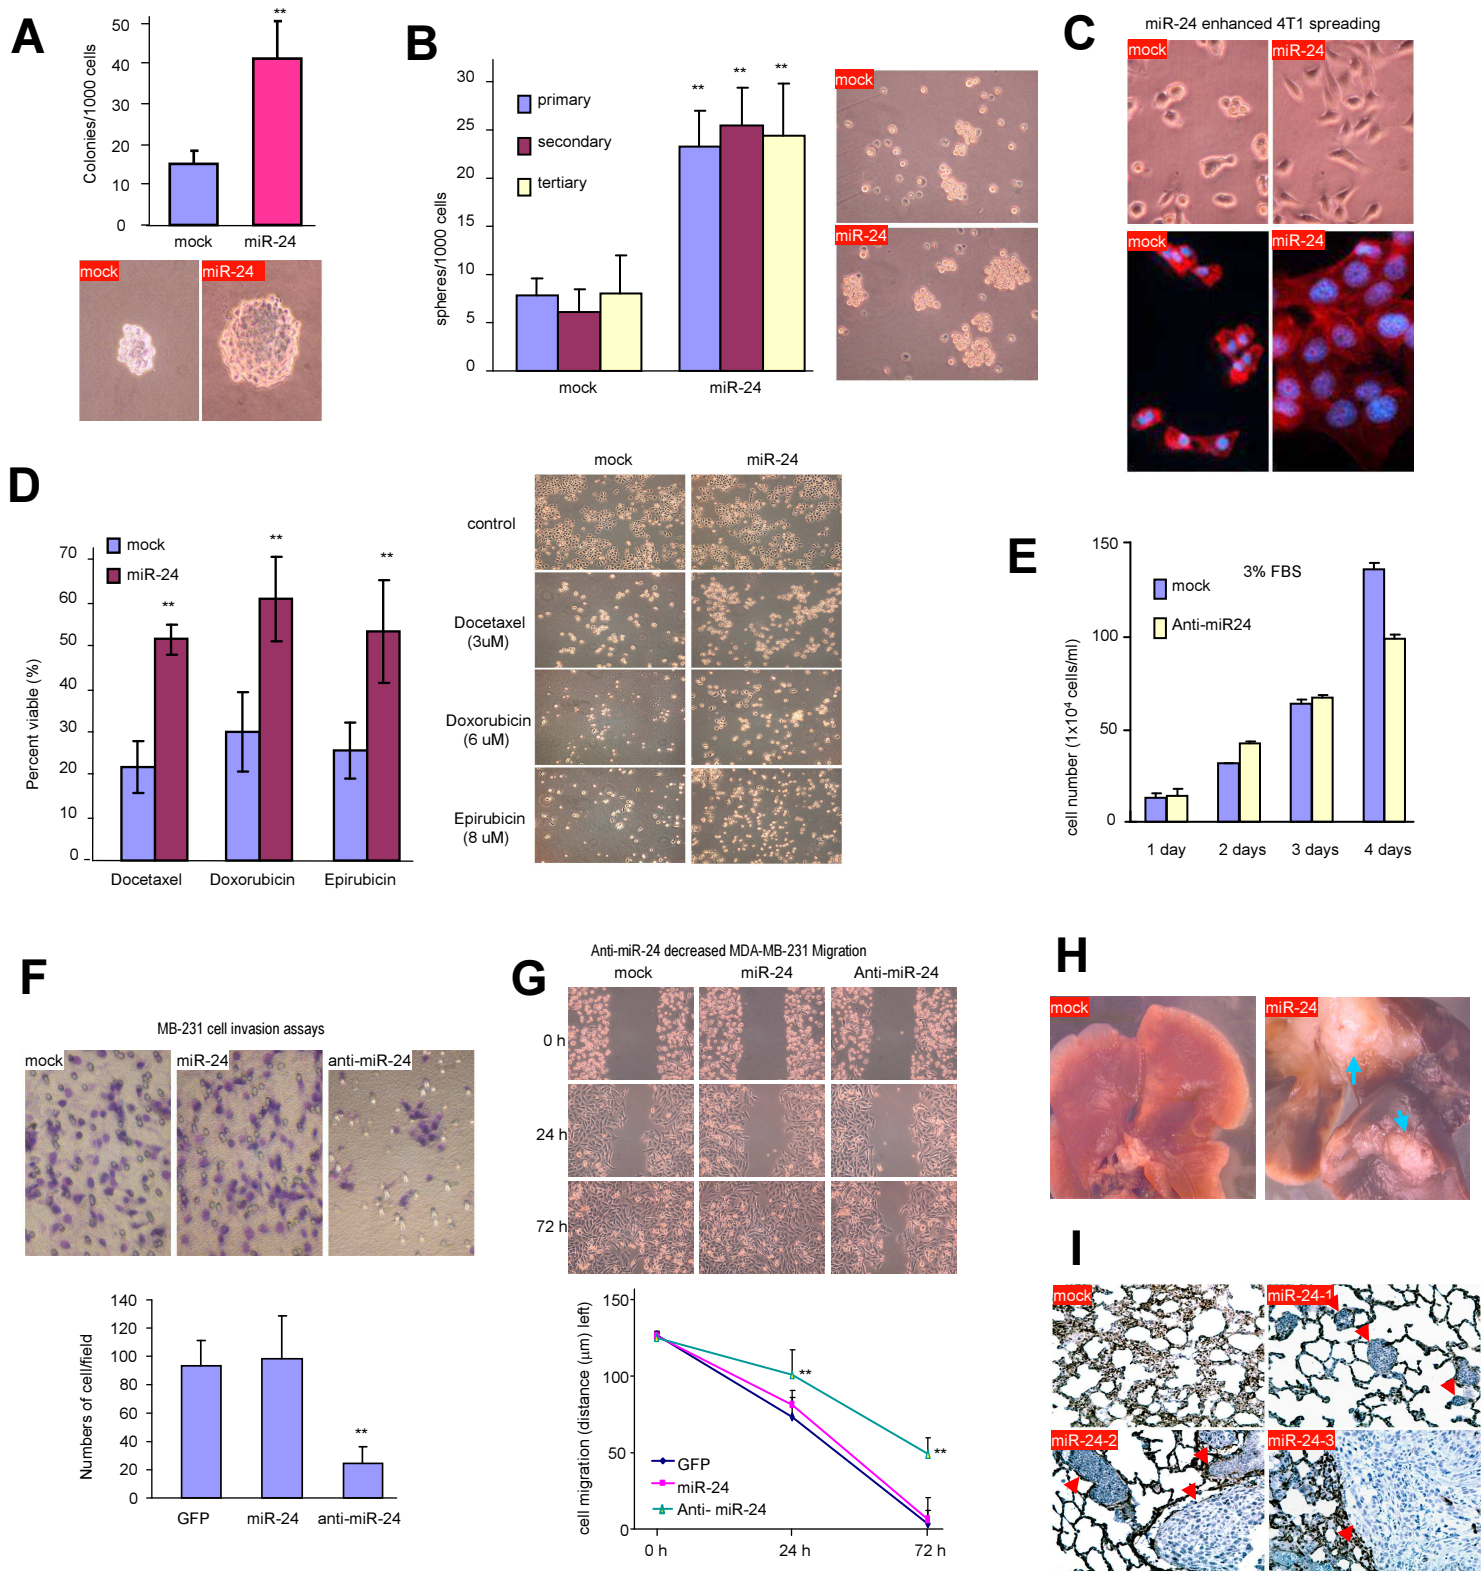 A
50
40
30
20
10
0
Colonies/1000 cells
**
mock
miR-24
mock
miR-24
B
30
25
20
15
10
5
0
spheres/1000 cells
primary
secondary
tertiary
**
**
**
mock
miR-24
mock
miR-24
C
miR-24 enhanced 4T1 spreading
mock
miR-24
mock
miR-24
D
mock
miR-24
70
60
50
40
30
20
10
0
Percent viable (%)
**
**
**
Docetaxel
Doxorubicin
Epirubicin
mock
miR-24
control
Docetaxel
(3uM)
Doxorubicin
(6 uM)
Epirubicin
(8 uM)
E
150
100
50
0
cell number (1x10⁴ cells/ml)
3% FBS
mock
Anti-miR24
1 day
2 days
3 days
4 days
F
MB-231 cell invasion assays
mock
miR-24
anti-miR-24
140
120
100
80
60
40
20
0
Numbers of cell/field
**
GFP
miR-24
anti-miR-24
G
Anti-miR-24 decreased MDA-MB-231 Migration
mock
miR-24
Anti-miR-24
0 h
24 h
72 h
150
100
50
0
cell migration (distance (μm) left)
**
**
GFP
miR-24
Anti- miR-24
0 h
24 h
72 h
H
mock
miR-24
I
mock
miR-24-1
miR-24-2
miR-24-3